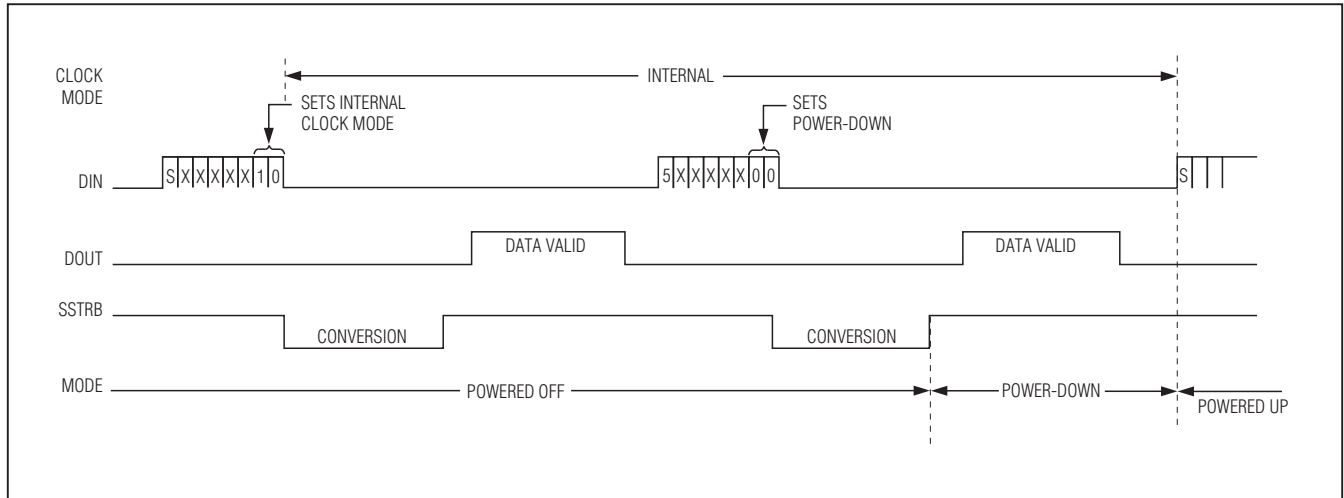 CLOCK
MODE
INTERNAL
SETS INTERNAL
CLOCK MODE
SETS
POWER-DOWN
DIN
S X X X X X 1 0
5 X X X X X 0 0
S
DOUT
DATA VALID
DATA VALID
SSTRB
CONVERSION
CONVERSION
MODE
POWERED OFF
POWER-DOWN
POWERED UP